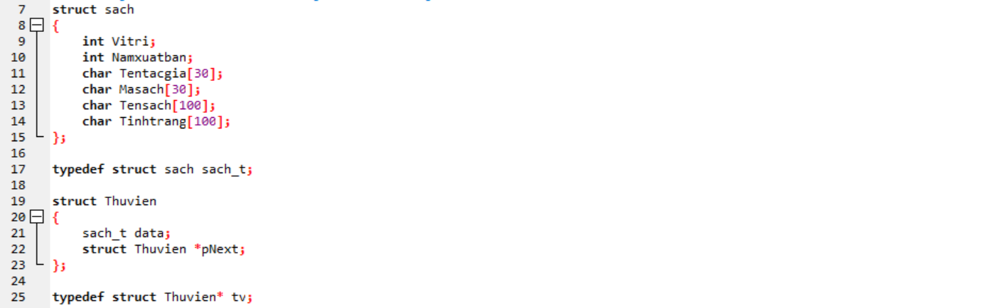 7 struct sach
8 {
9 int Vitri;
10 int Namxuatban;
11 char Tentacgia[30];
12 char Masach[30];
13 char Tensach[100];
14 char Tinhtrang[100];
15 };
16
17 typedef struct sach sach_t;
18
19 struct Thuvien
20 {
21 sach_t data;
22 struct Thuvien *pNext;
23 };
24
25 typedef struct Thuvien* tv;